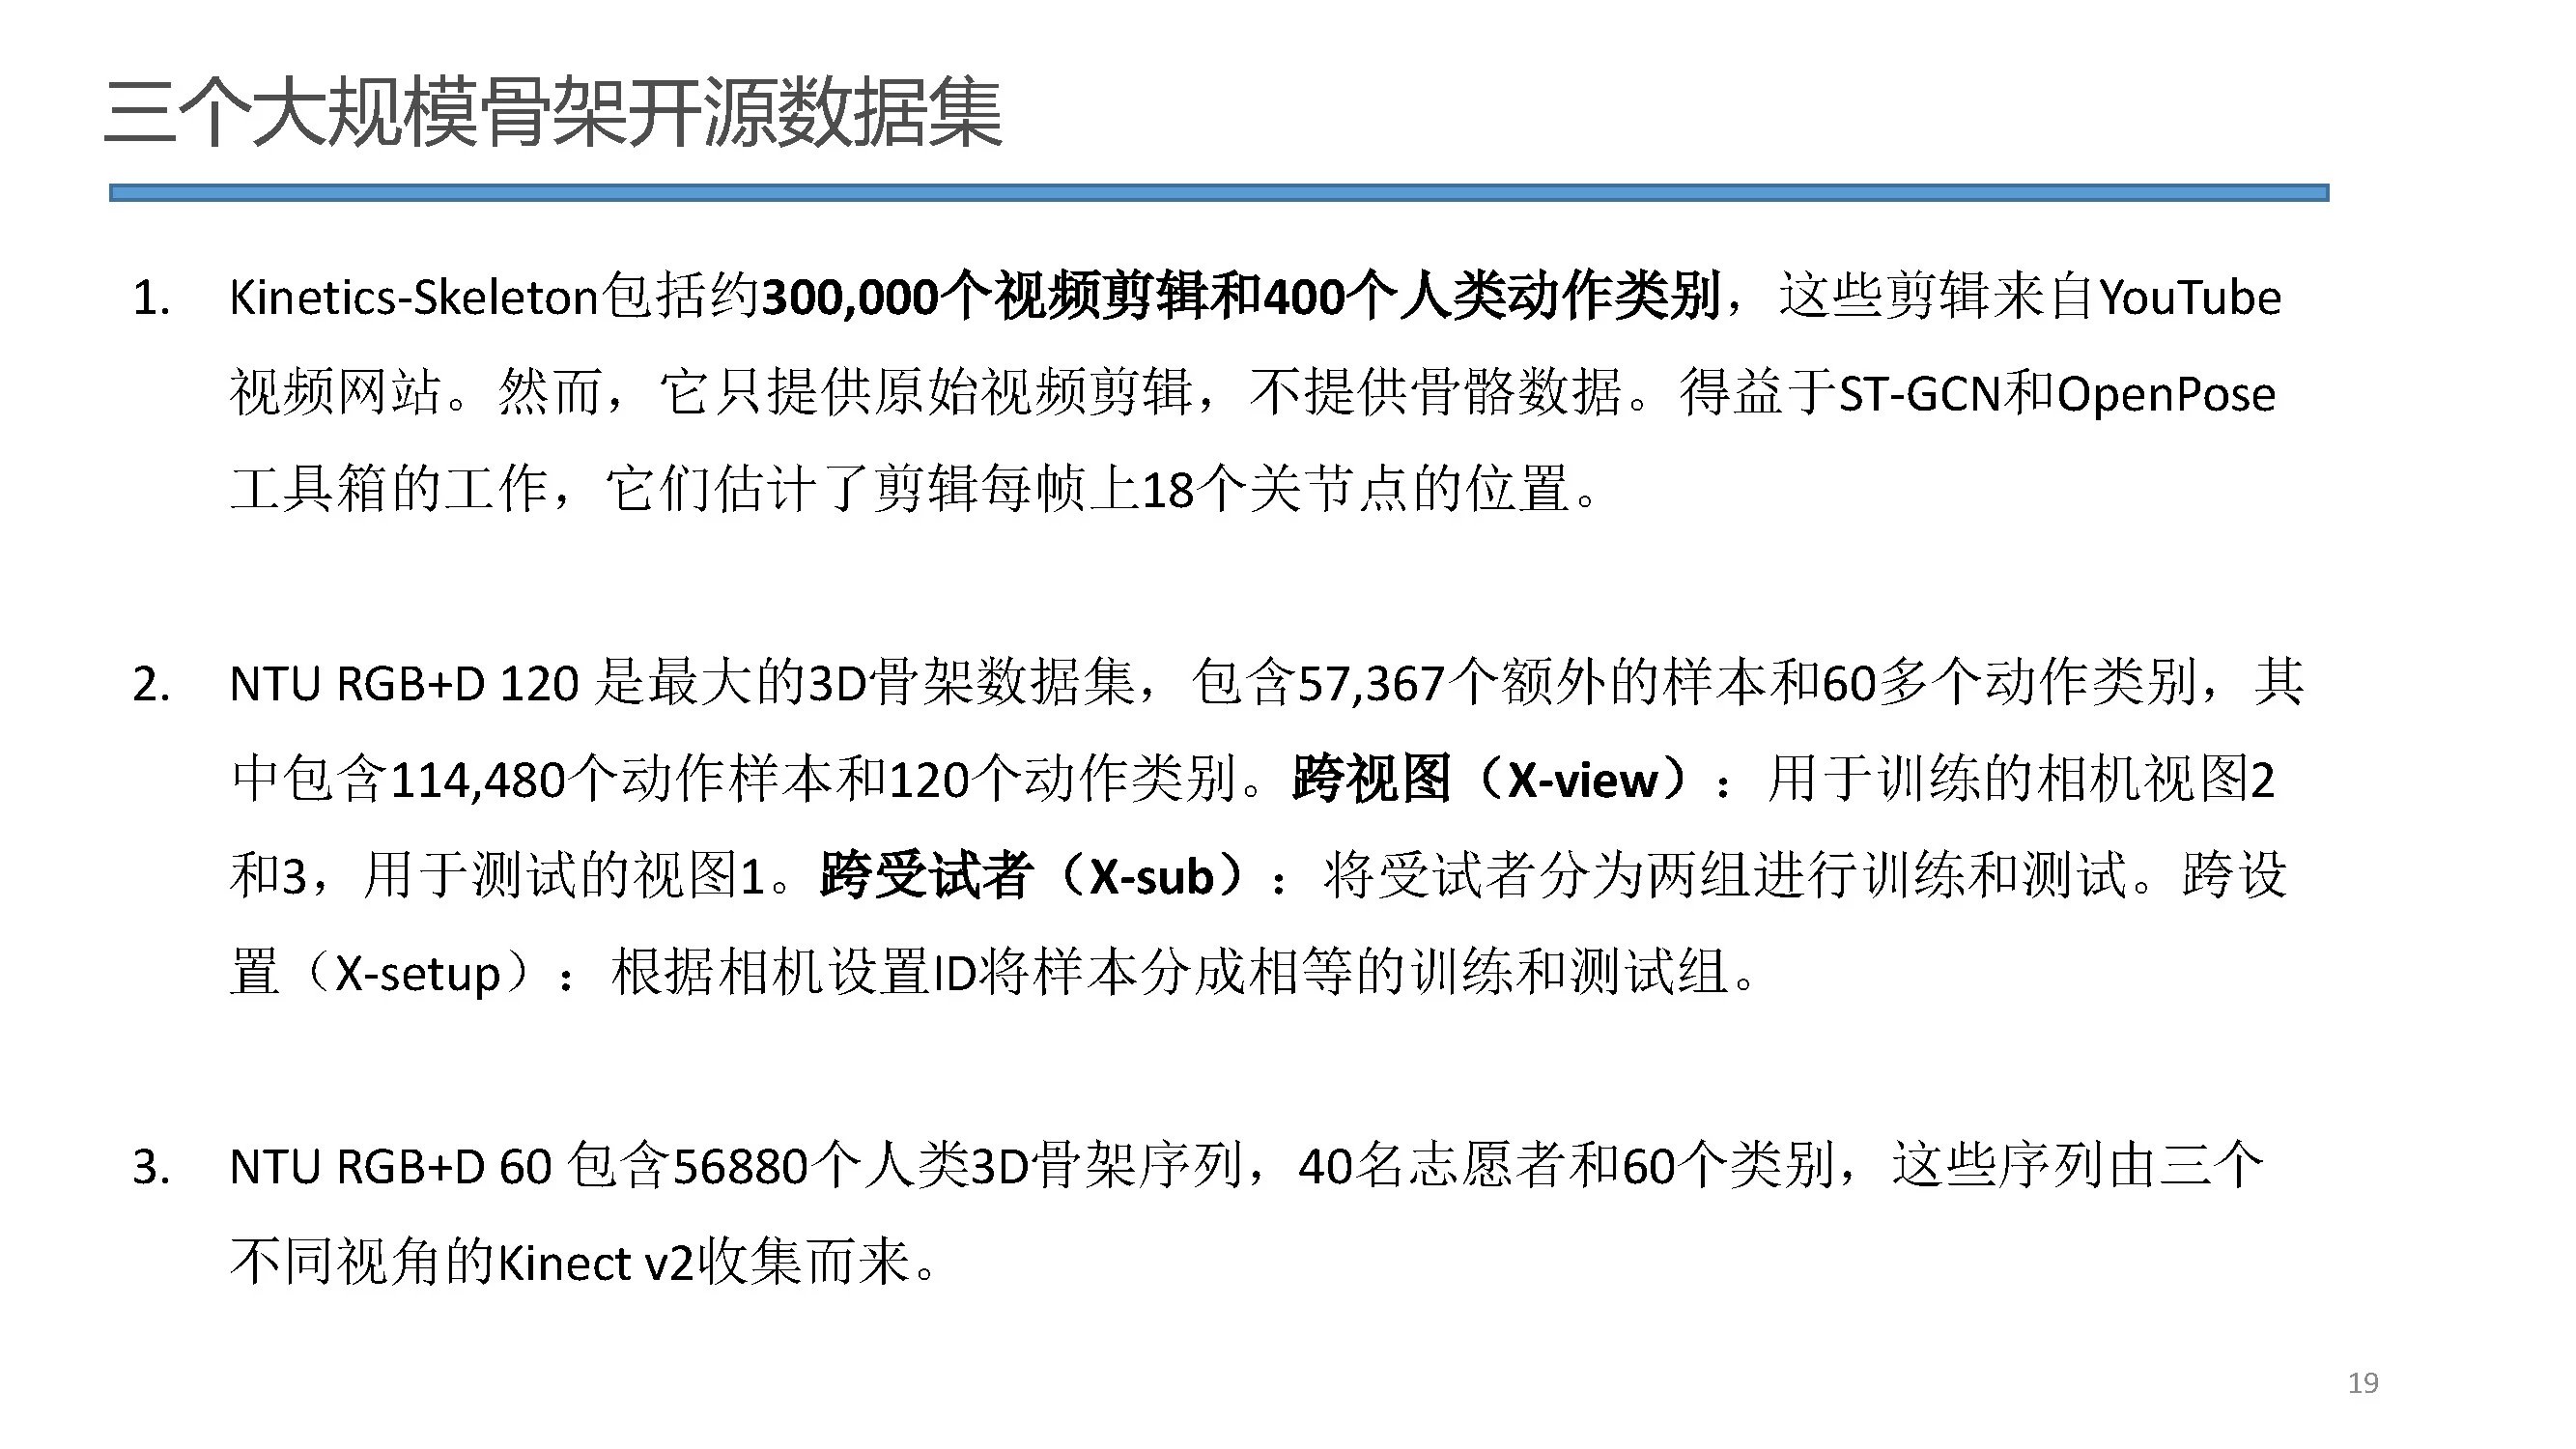 三个大规模骨架开源数据集
1. Kinetics-Skeleton包括约300,000个视频剪辑和400个人类动作类别，这些剪辑来自YouTube
视频网站。然而，它只提供原始视频剪辑，不提供骨骼数据。得益于ST-GCN和OpenPose
工具箱的工作，它们估计了剪辑每帧上18个关节点的位置。
2. NTU RGB+D 120 是最大的3D骨架数据集，包含57,367个额外的样本和60多个动作类别，其
中包含114,480个动作样本和120个动作类别。跨视图（X-view）：用于训练的相机视图2
和3，用于测试的视图1。跨受试者（X-sub）：将受试者分为两组进行训练和测试。跨设
置（X-setup）：根据相机设置ID将样本分成相等的训练和测试组。
3. NTU RGB+D 60 包含56880个人类3D骨架序列，40名志愿者和60个类别，这些序列由三个
不同视角的Kinect v2收集而来。
19